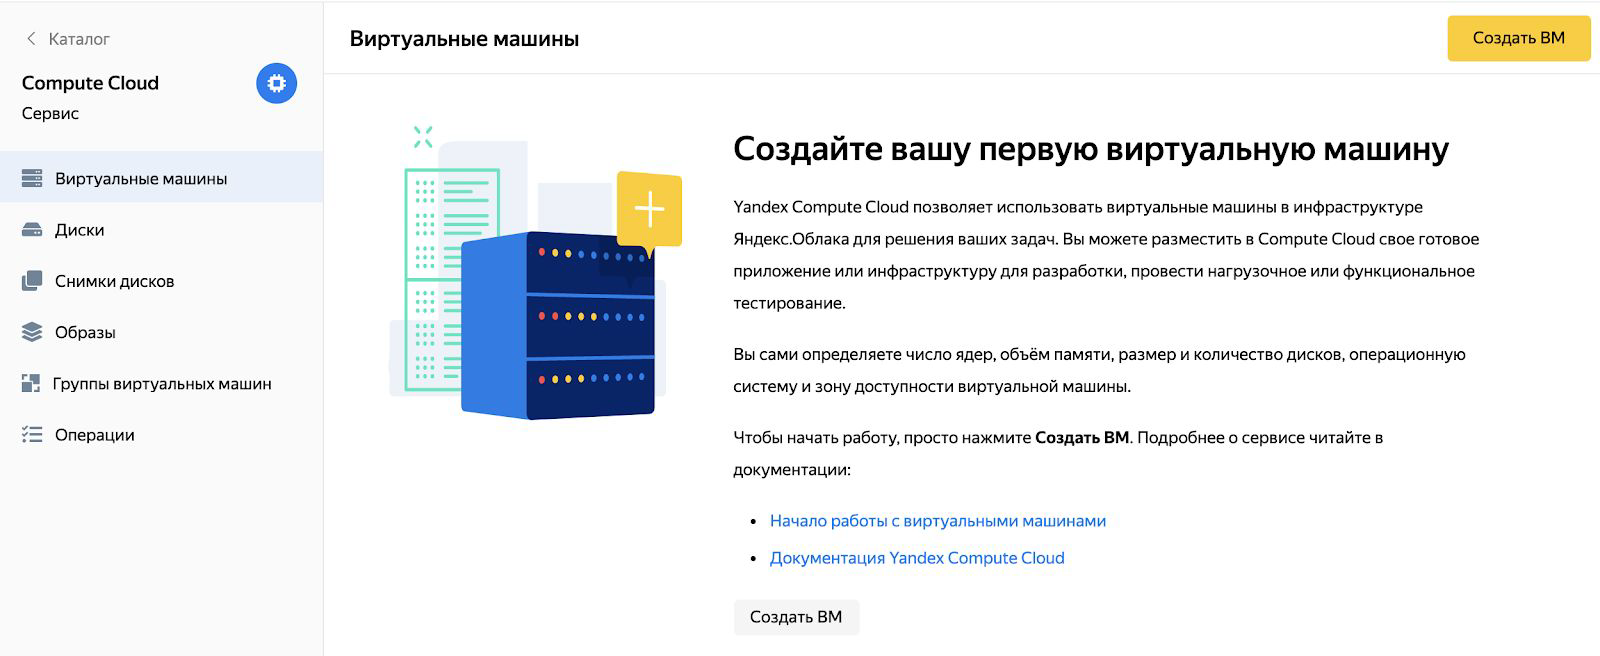 Каталог
Compute Cloud
Сервис
Виртуальные машины
Диски
Снимки дисков
Образы
Группы виртуальных машин
Операции
Виртуальные машины
Создать ВМ
Создайте вашу первую виртуальную машину
Yandex Compute Cloud позволяет использовать виртуальные машины в инфраструктуре
Яндекс.Облака для решения ваших задач. Вы можете разместить в Compute Cloud свое готовое
приложение или инфраструктуру для разработки, провести нагрузочное или функциональное
тестирование.
Вы сами определяете число ядер, объём памяти, размер и количество дисков, операционную
систему и зону доступности виртуальной машины.
Чтобы начать работу, просто нажмите Создать ВМ. Подробнее о сервисе читайте в
документации:
• Начало работы с виртуальными машинами
• Документация Yandex Compute Cloud
Создать ВМ